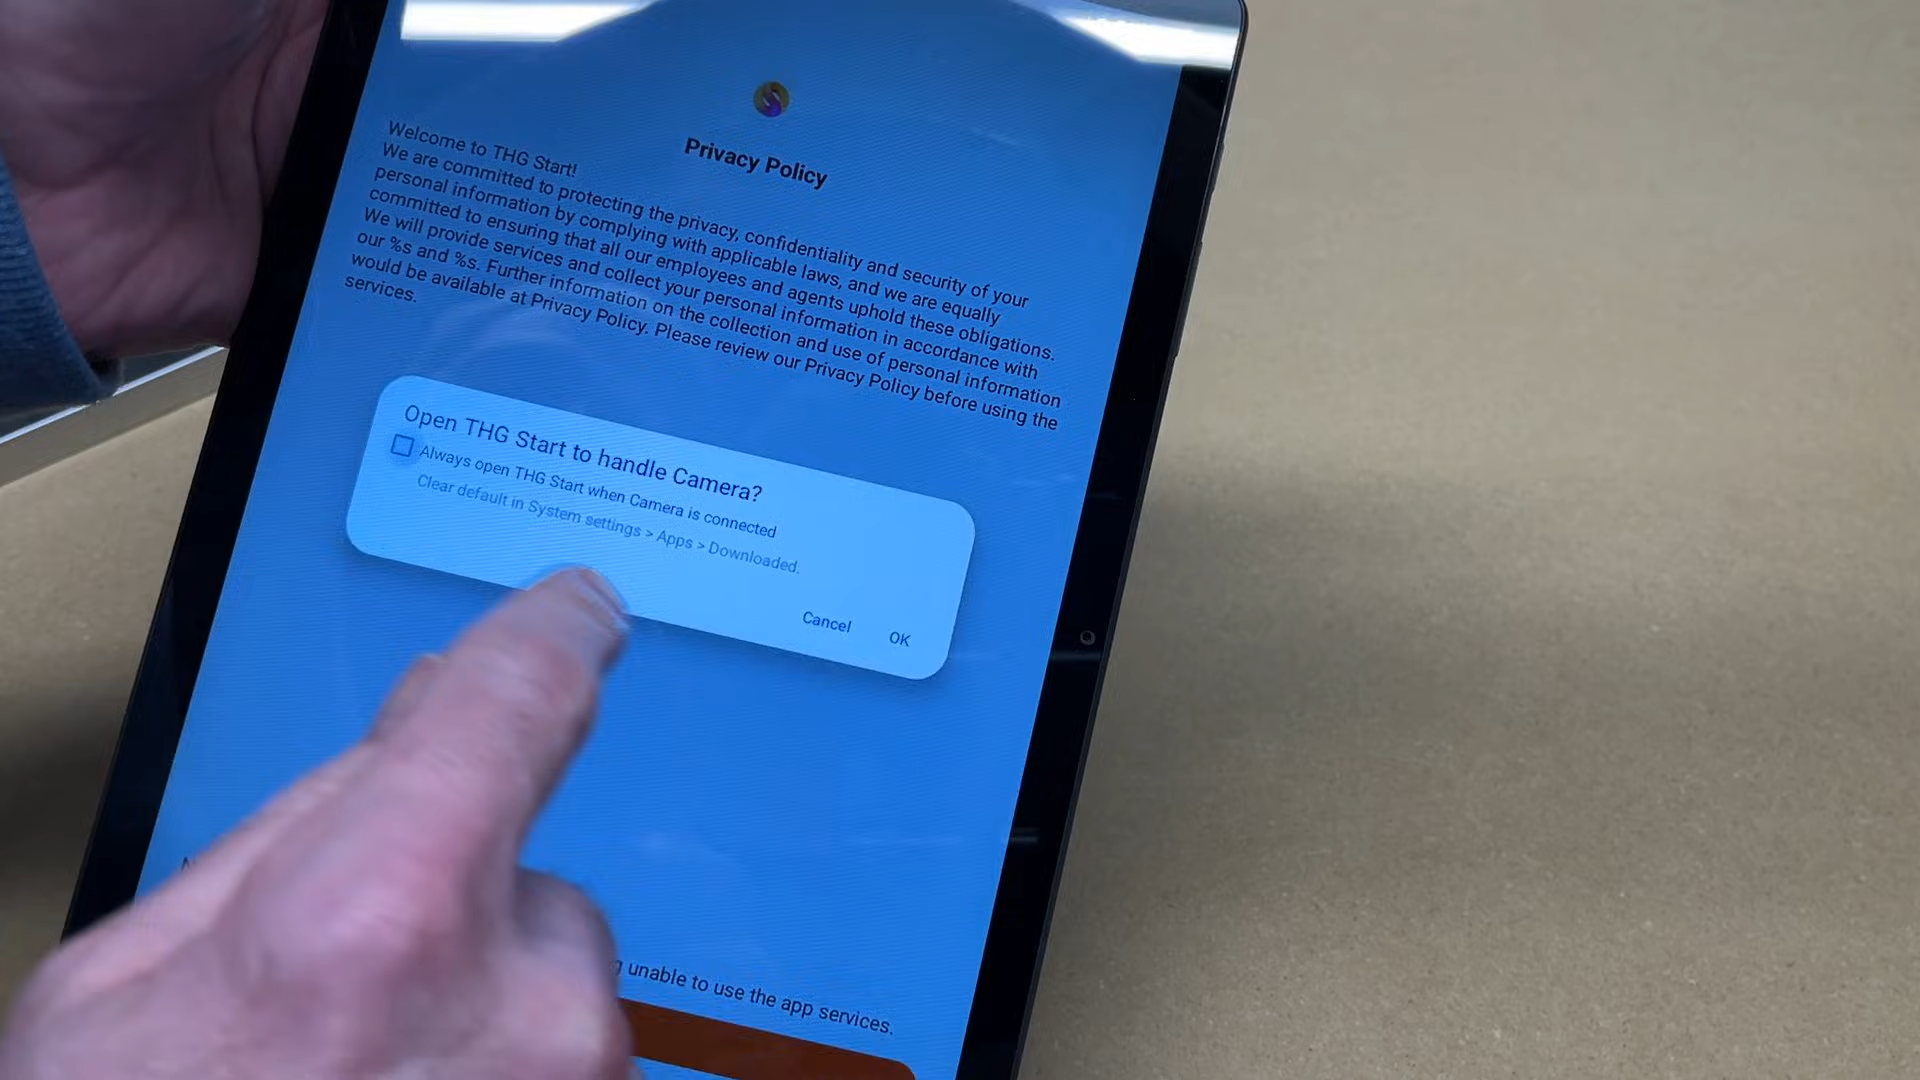 Privacy Policy
Welcome to THG Start!
We are committed to protecting the privacy, confidentiality and security of your
personal information by complying with applicable laws, and we are equally
committed to ensuring that all our employees and agents uphold these obligations.
We will provide services and collect your personal information in accordance with
our %s and %s. Further information on the collection and use of personal information
would be available at Privacy Policy. Please review our Privacy Policy before using the
services.
Open THG Start to handle Camera?
Always open THG Start when Camera is connected
Clear default in System settings > Apps > Downloaded.
Cancel
OK
unable to use the app services.